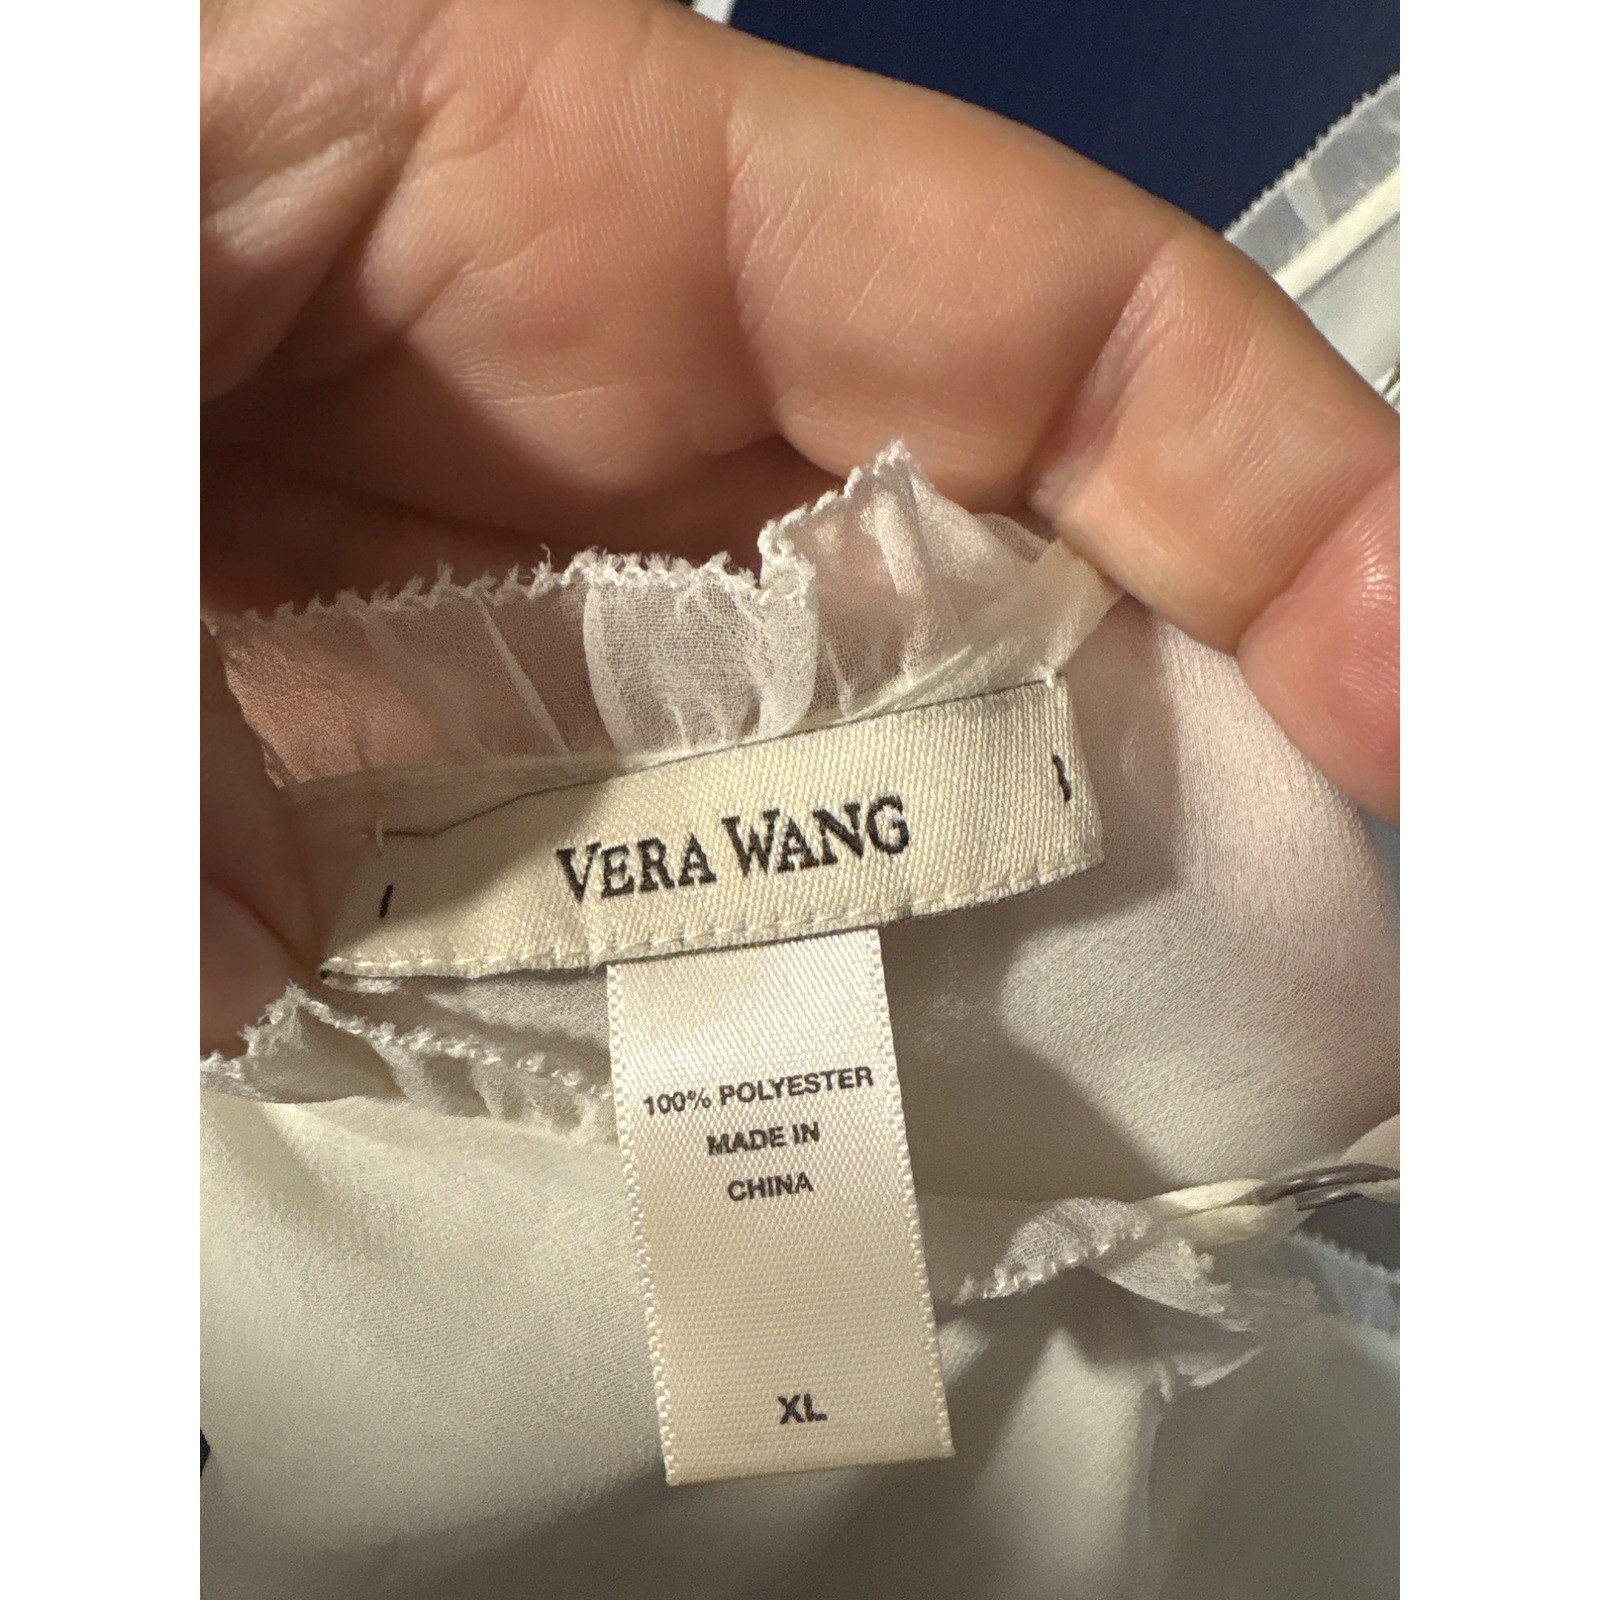 VERA WANG
100% POLYESTER
MADE IN
CHINA
XL